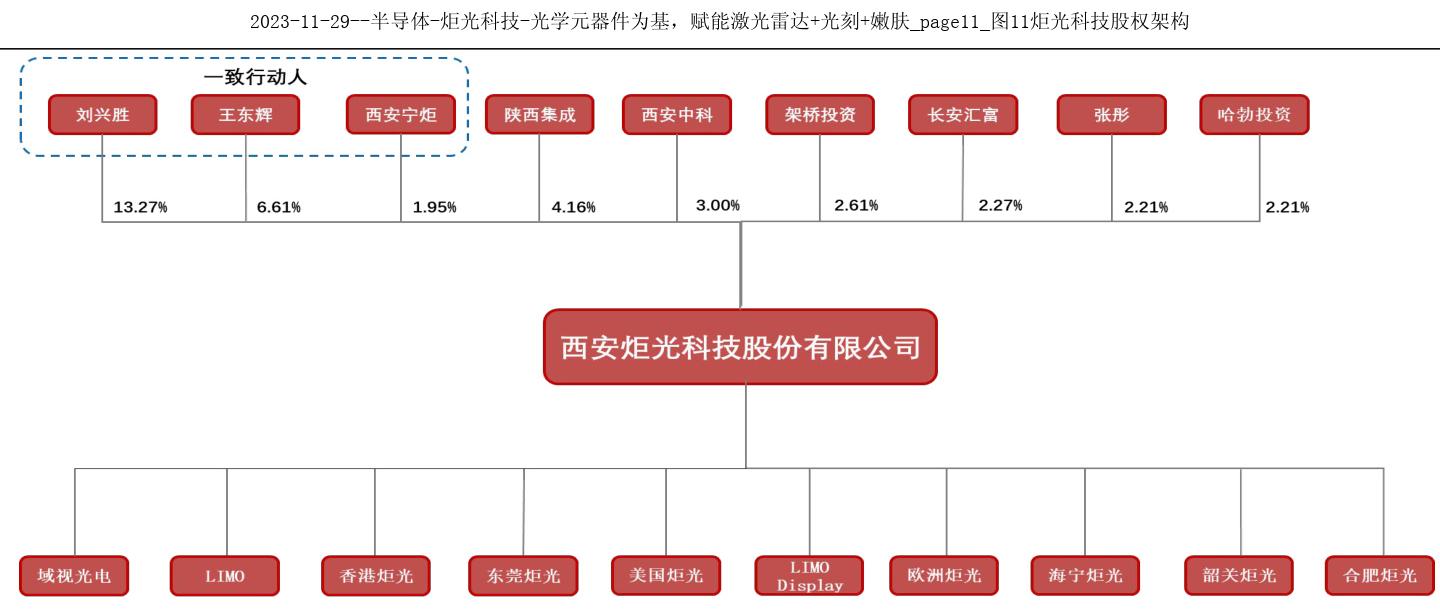 2023-11-29--半导体-炬光科技-光学元器件为基，赋能激光雷达+光刻+嫩肤_page11_图11炬光科技股权架构
一致行动人
刘兴胜
王东辉
西安宁炬
陕西集成
西安中科
架桥投资
长安汇富
张彤
哈勃投资
13.27%
6.61%
1.95%
4.16%
3.00%
2.61%
2.27%
2.21%
2.21%
西安炬光科技股份有限公司
域视光电
LIMO
香港炬光
东莞炬光
美国炬光
LIMO
Display
欧洲炬光
海宁炬光
韶关炬光
合肥炬光